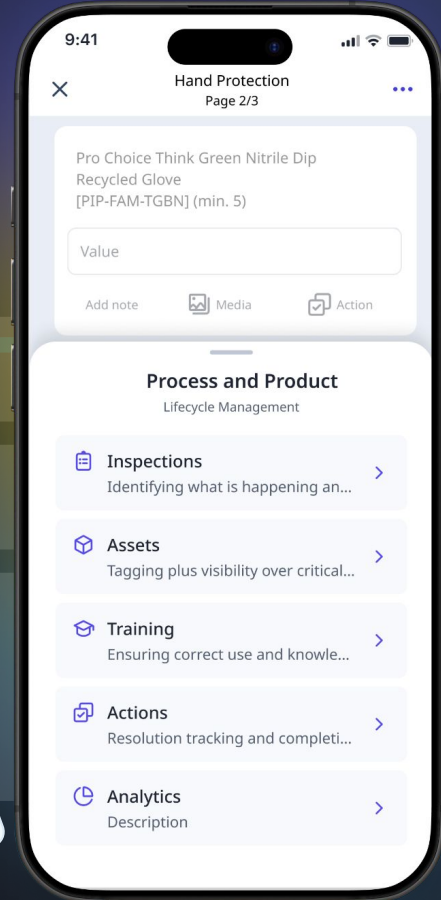 9:41
Hand Protection
Page 2/3
Pro Choice Think Green Nitrile Dip
Recycled Glove
[PIP-FAM-TGBN] (min. 5)
Value
Add note
Media
Action
Process and Product
Lifecycle Management
Inspections
Identifying what is happening an...
Assets
Tagging plus visibility over critical...
Training
Ensuring correct use and knowle...
Actions
Resolution tracking and completi...
Analytics
Description